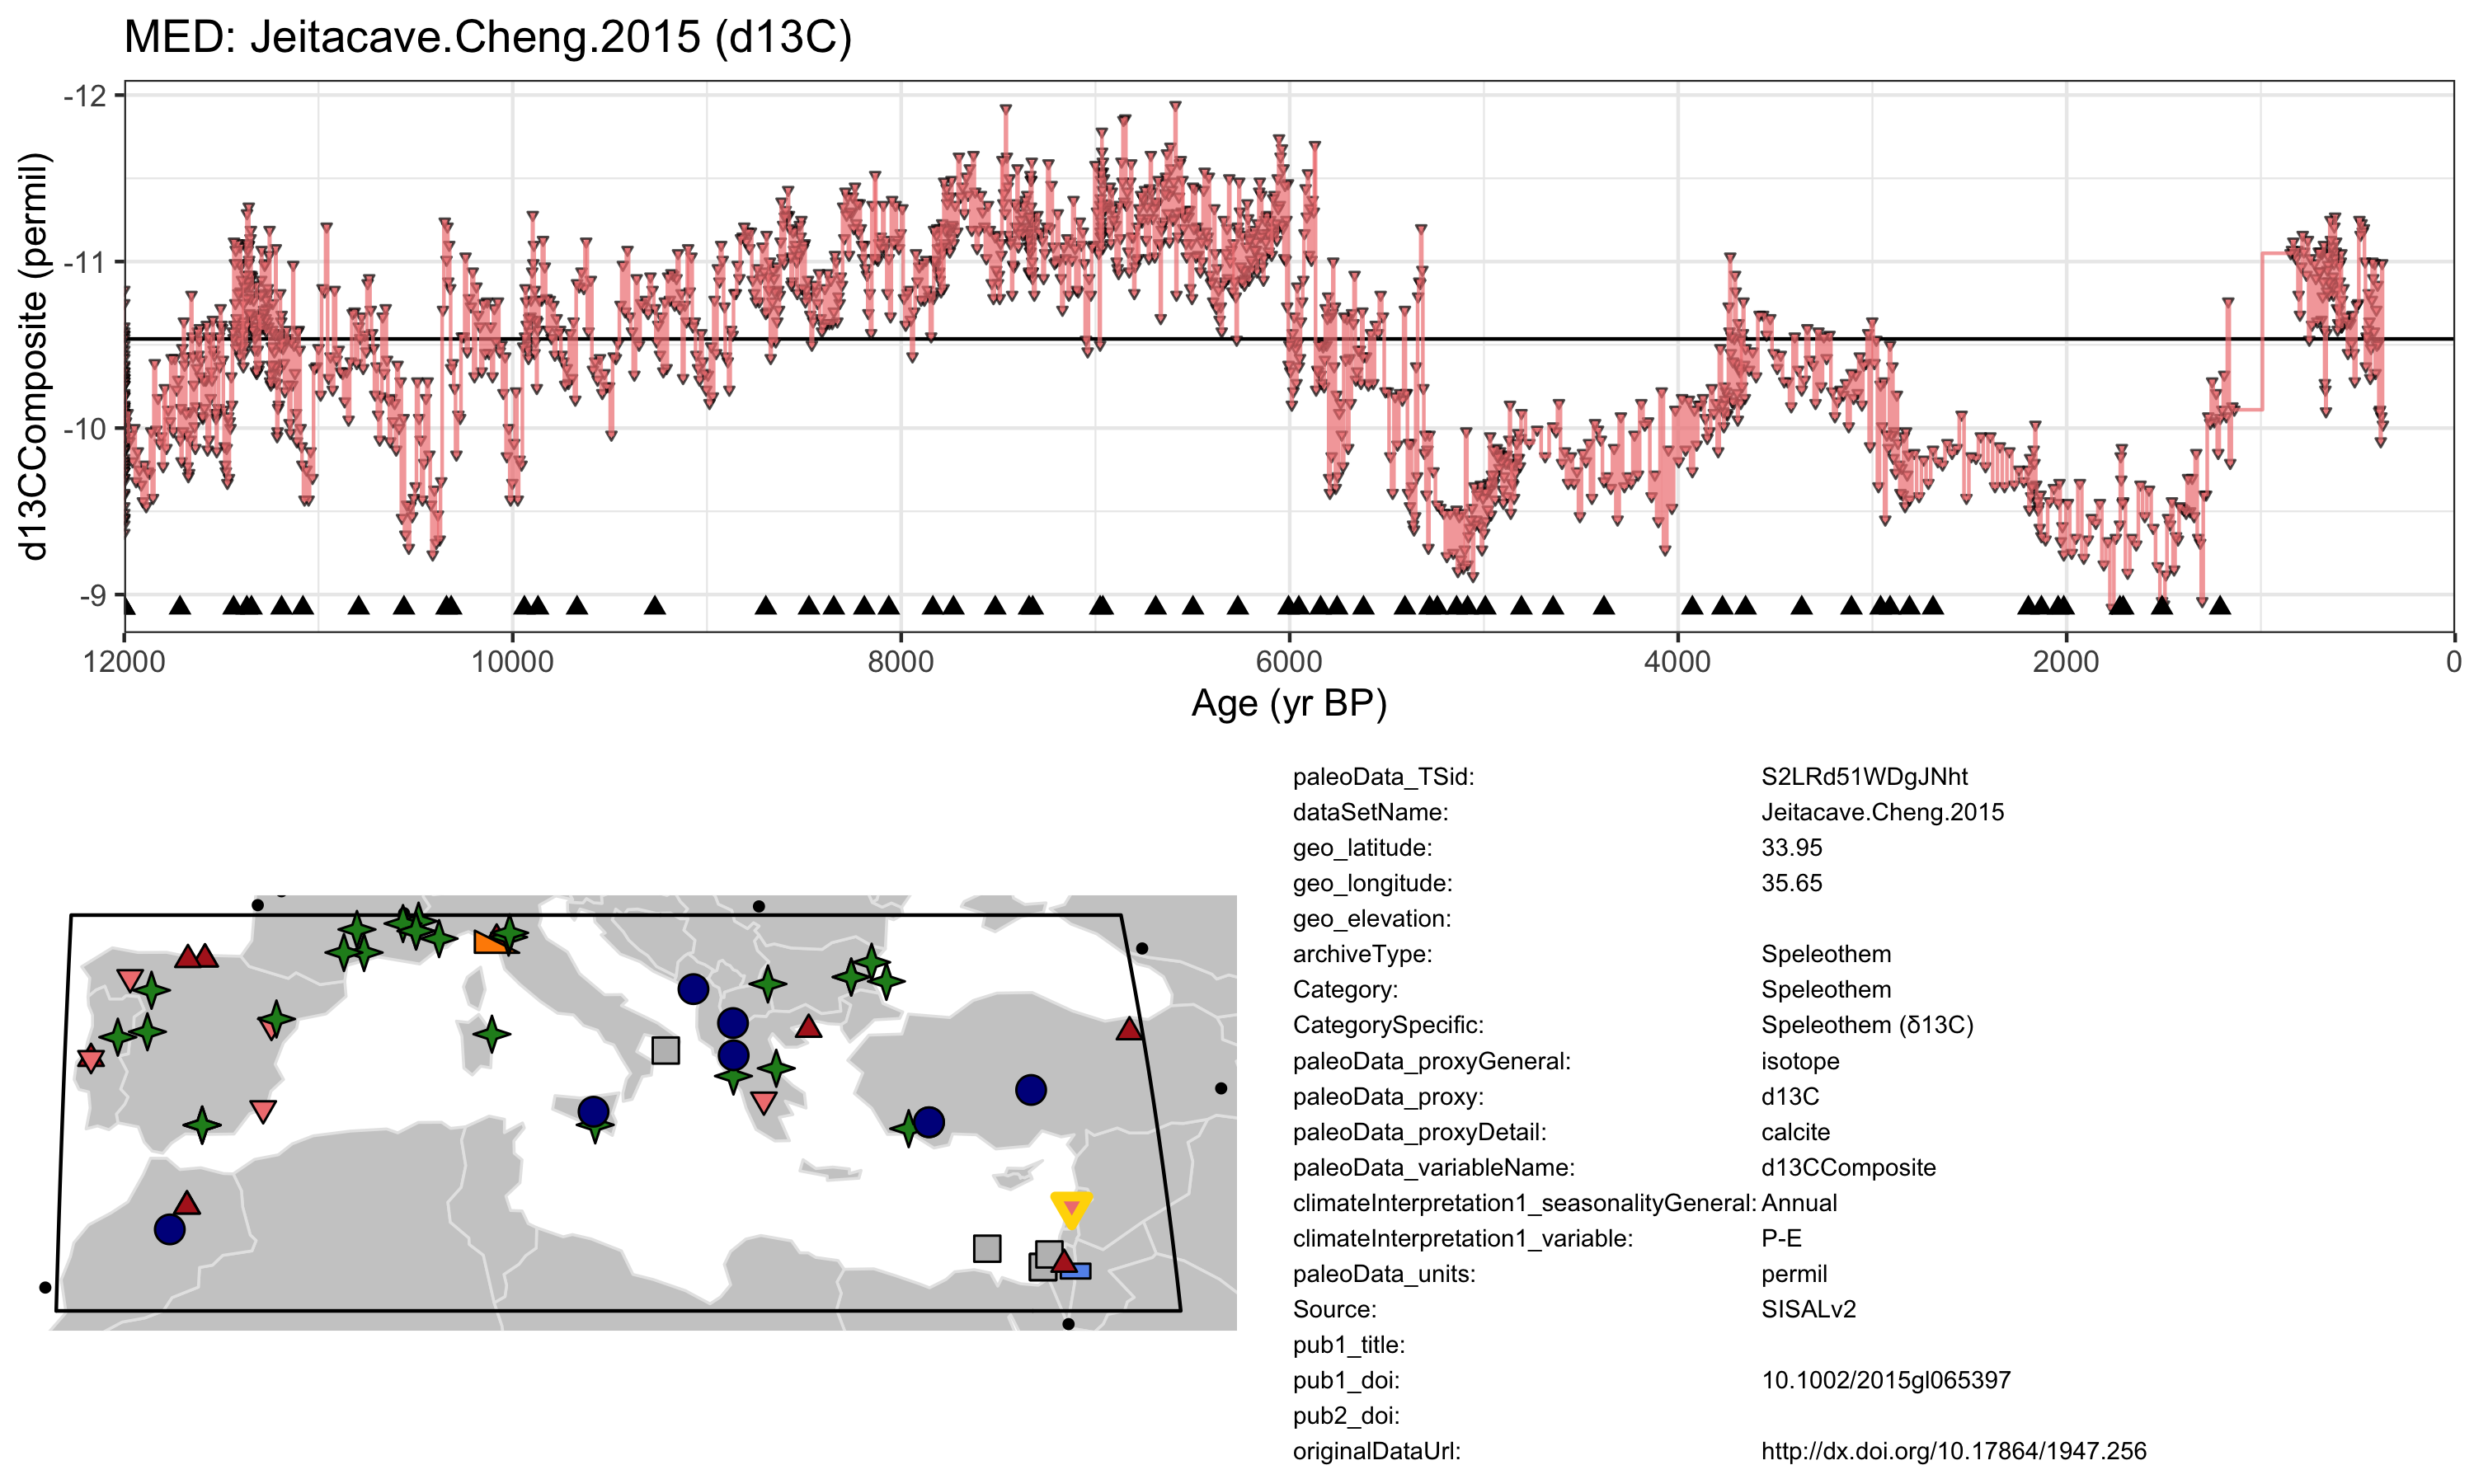 MED: Jeitacave.Cheng.2015 (d13C)
d13CComposite (permil)
-12
-11
-10
-9
12000 10000 8000 6000 4000 2000 0
Age (yr BP)
paleoData_TSid: S2LRd51WDgJNht
dataSetName: Jeitacave.Cheng.2015
geo_latitude: 33.95
geo_longitude: 35.65
geo_elevation:
archiveType: Speleothem
Category: Speleothem
CategorySpecific: Speleothem (δ13C)
paleoData_proxyGeneral: isotope
paleoData_proxy: d13C
paleoData_proxyDetail: calcite
paleoData_variableName: d13CComposite
climateInterpretation1_seasonalityGeneral: Annual
climateInterpretation1_variable: P-E
paleoData_units: permil
Source: SISALv2
pub1_title:
pub1_doi: 10.1002/2015gl065397
pub2_doi:
originalDataUrl: http://dx.doi.org/10.17864/1947.256